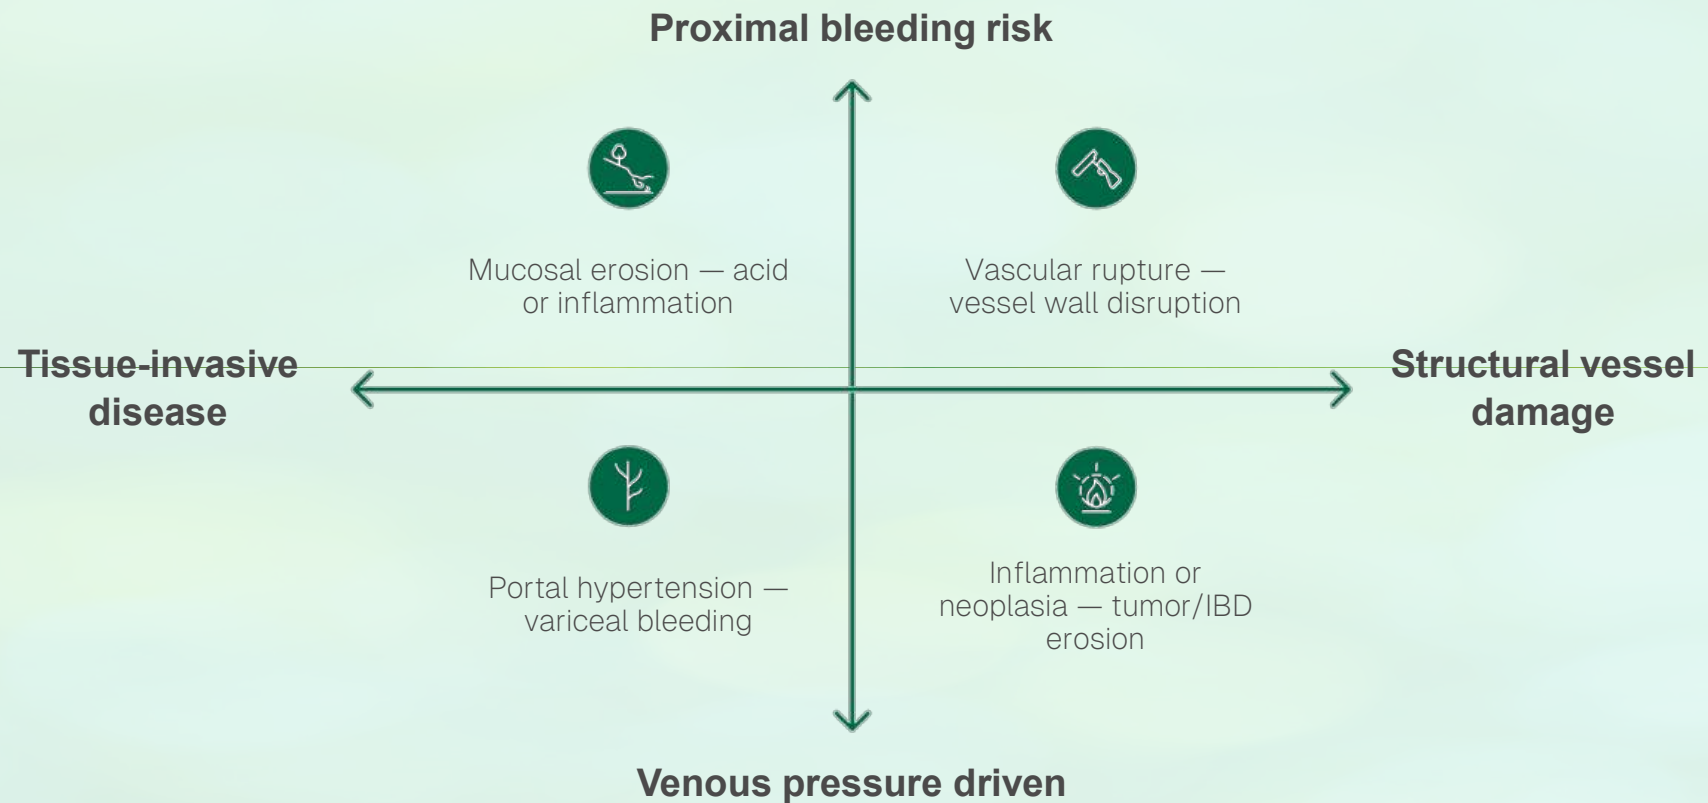 Proximal bleeding risk
Mucosal erosion — acid
or inflammation
Vascular rupture —
vessel wall disruption
Tissue-invasive
disease
Structural vessel
damage
Portal hypertension —
variceal bleeding
Inflammation or
neoplasia — tumor/IBD
erosion
Venous pressure driven